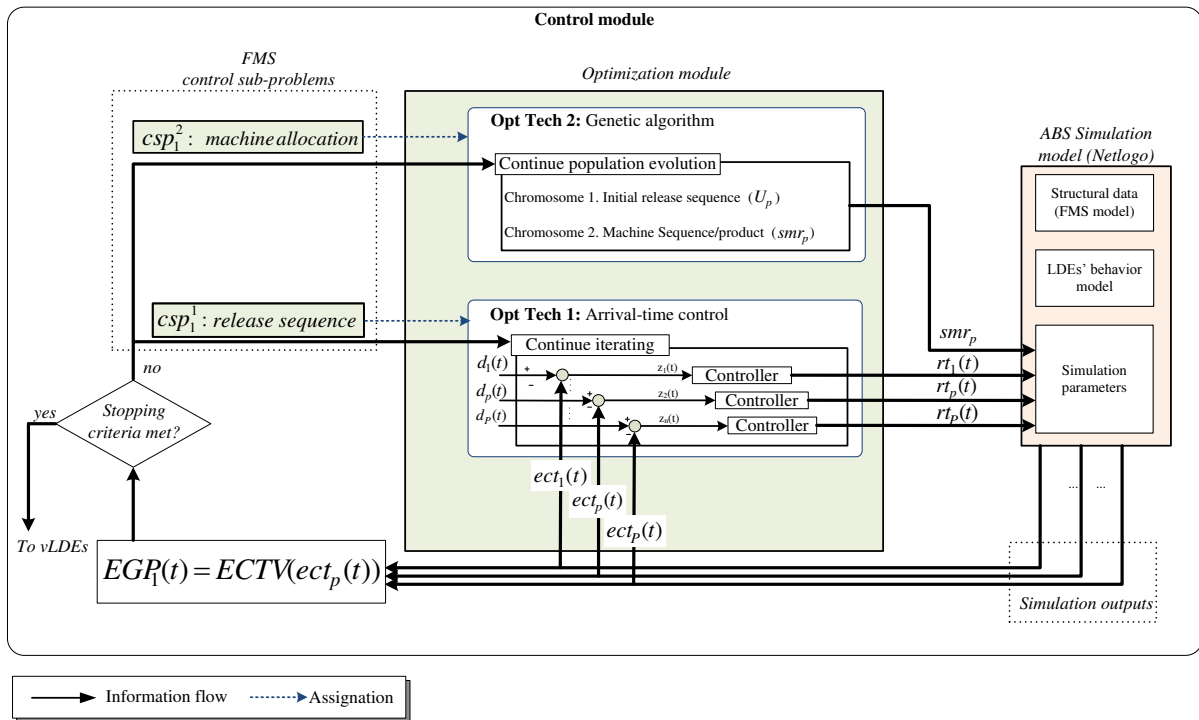 Control module
FMS
control sub-problems
Optimization module
csp₁²: machine allocation
Opt Tech 2: Genetic algorithm
Continue population evolution
Chromosome 1. Initial release sequence (Uₚ)
Chromosome 2. Machine Sequence/product (smrₚ)
ABS Simulation
model (Netlogo)
Structural data
(FMS model)
LDEs' behavior
model
Simulation
parameters
csp₁¹: release sequence
Opt Tech 1: Arrival-time control
Continue iterating
d₁(t)
+
-
z₁(t)
Controller
dₚ(t)
+
-
z₂(t)
Controller
d_P(t)
+
-
zₙ(t)
Controller
smrₚ
rt₁(t)
rtₚ(t)
rt_P(t)
no
yes
Stopping
criteria met?
ect₁(t)
ectₚ(t)
ect_P(t)
... ...
To vLDEs
EGP₁(t) = ECTV(ectₚ(t))
Simulation outputs
Information flow
Assignation